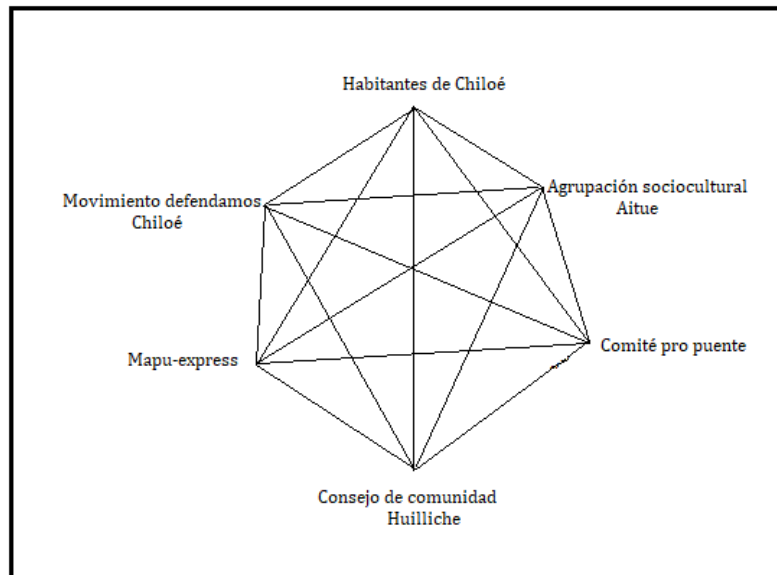 Habitantes de Chiloé
Movimiento defendamos
Chiloé
Agrupación sociocultural
Aitue
Mapu-express
Comité pro puente
Consejo de comunidad
Huilliche